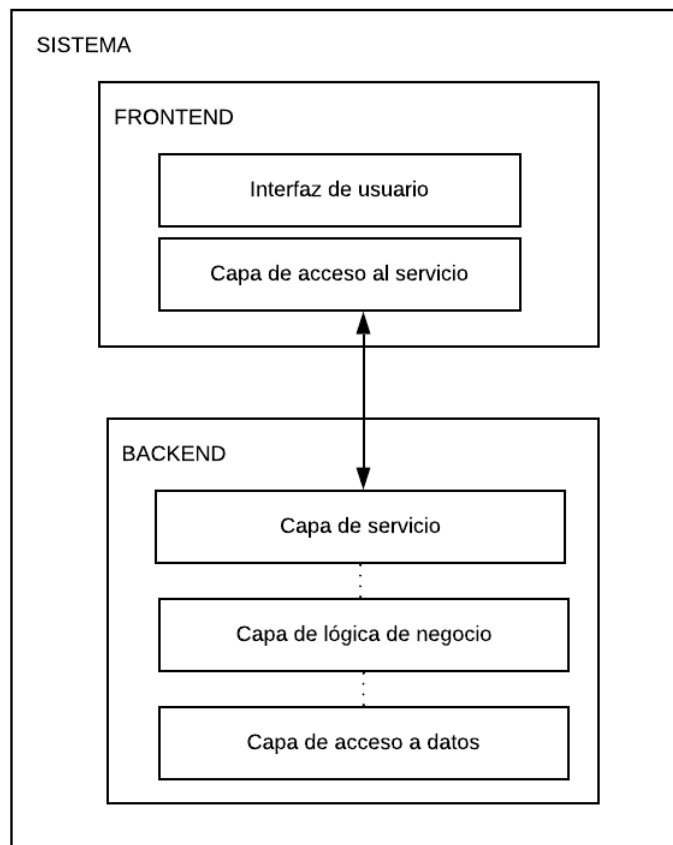 SISTEMA
FRONTEND
Interfaz de usuario
Capa de acceso al servicio
BACKEND
Capa de servicio
Capa de lógica de negocio
Capa de acceso a datos